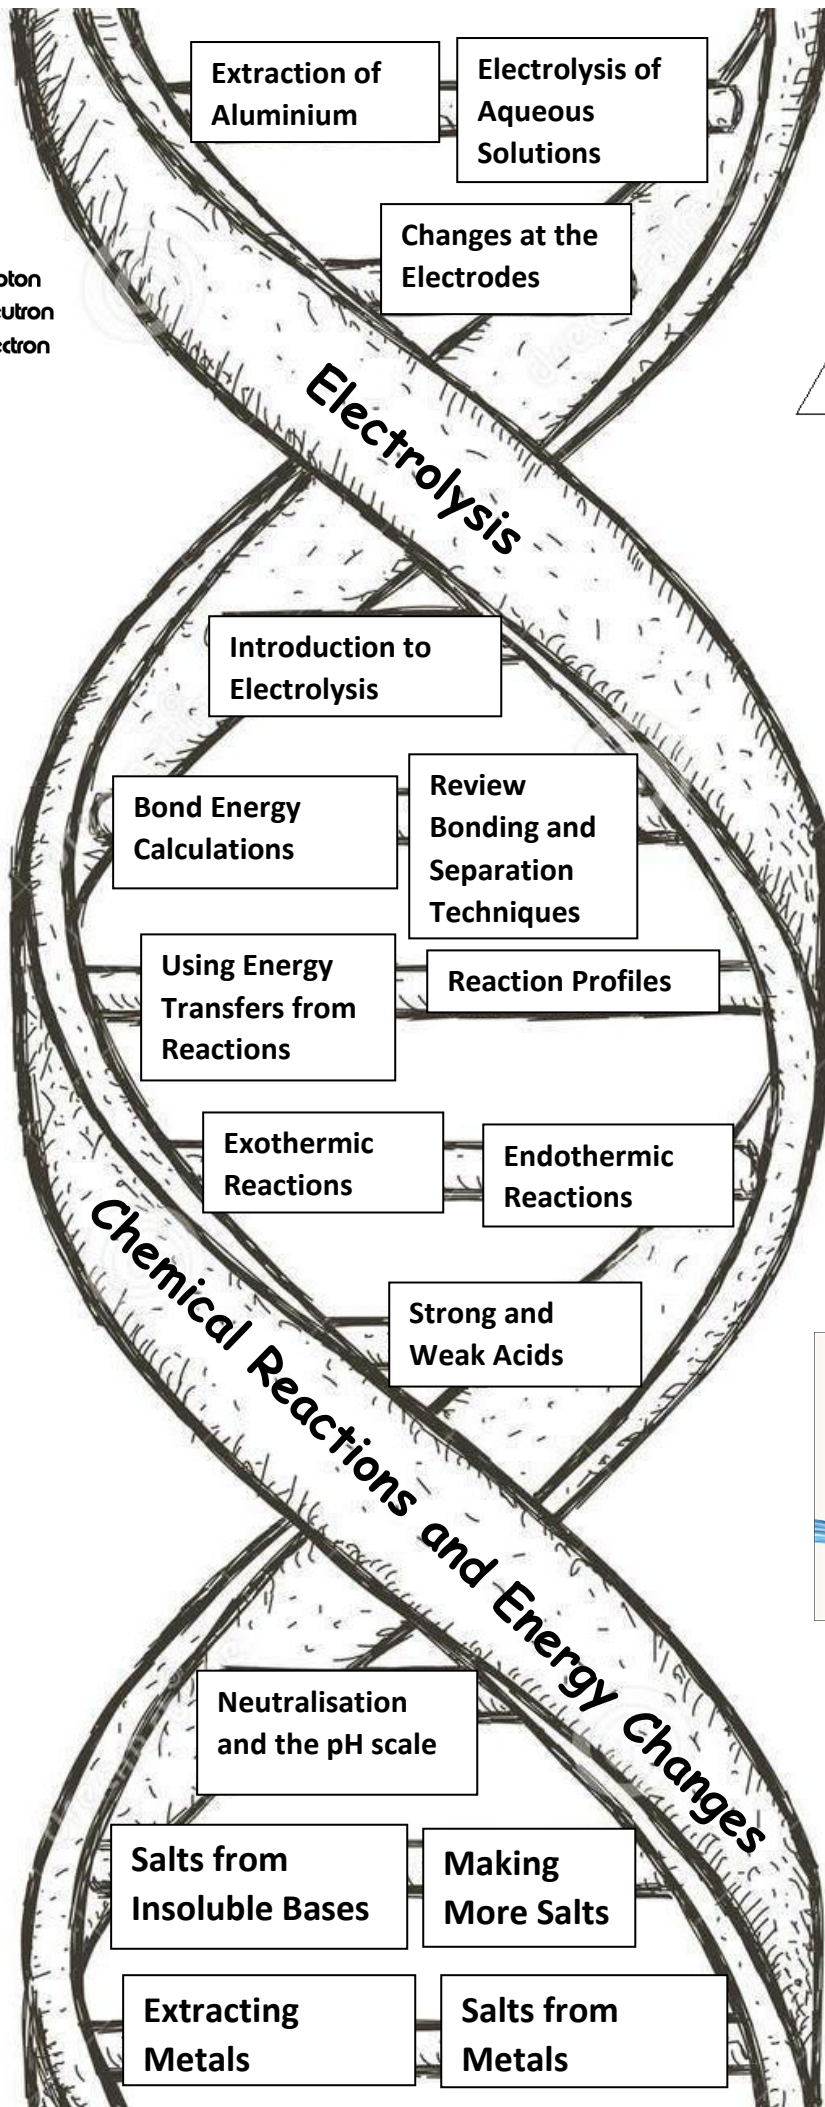 Extraction of
Aluminium
Electrolysis of
Aqueous
Solutions
Changes at the
Electrodes
Electrolysis
Introduction to
Electrolysis
Bond Energy
Calculations
Review
Bonding and
Separation
Techniques
Using Energy
Transfers from
Reactions
Reaction Profiles
Exothermic
Reactions
Endothermic
Reactions
Strong and
Weak Acids
Chemical Reactions and Energy Changes
Neutralisation
and the pH scale
Salts from
Insoluble Bases
Making
More Salts
Extracting
Metals
Salts from
Metals